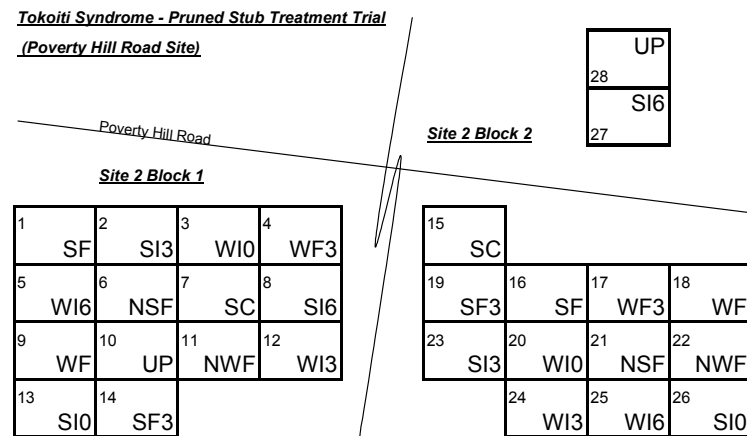 Tokoiti Syndrome - Pruned Stub Treatment Trial
(Poverty Hill Road Site)
UP
28
SI6
27
Poverty Hill Road
Site 2 Block 2
Site 2 Block 1
1 2 3 4
SF SI3 WI0 WF3
5 6 7 8
WI6 NSF SC SI6
9 10 11 12
WF UP NWF WI3
13 14
SI0 SF3
15
SC
19 16 17 18
SF3 SF WF3 WF
23 20 21 22
SI3 WI0 NSF NWF
24 25 26
WI3 WI6 SI0